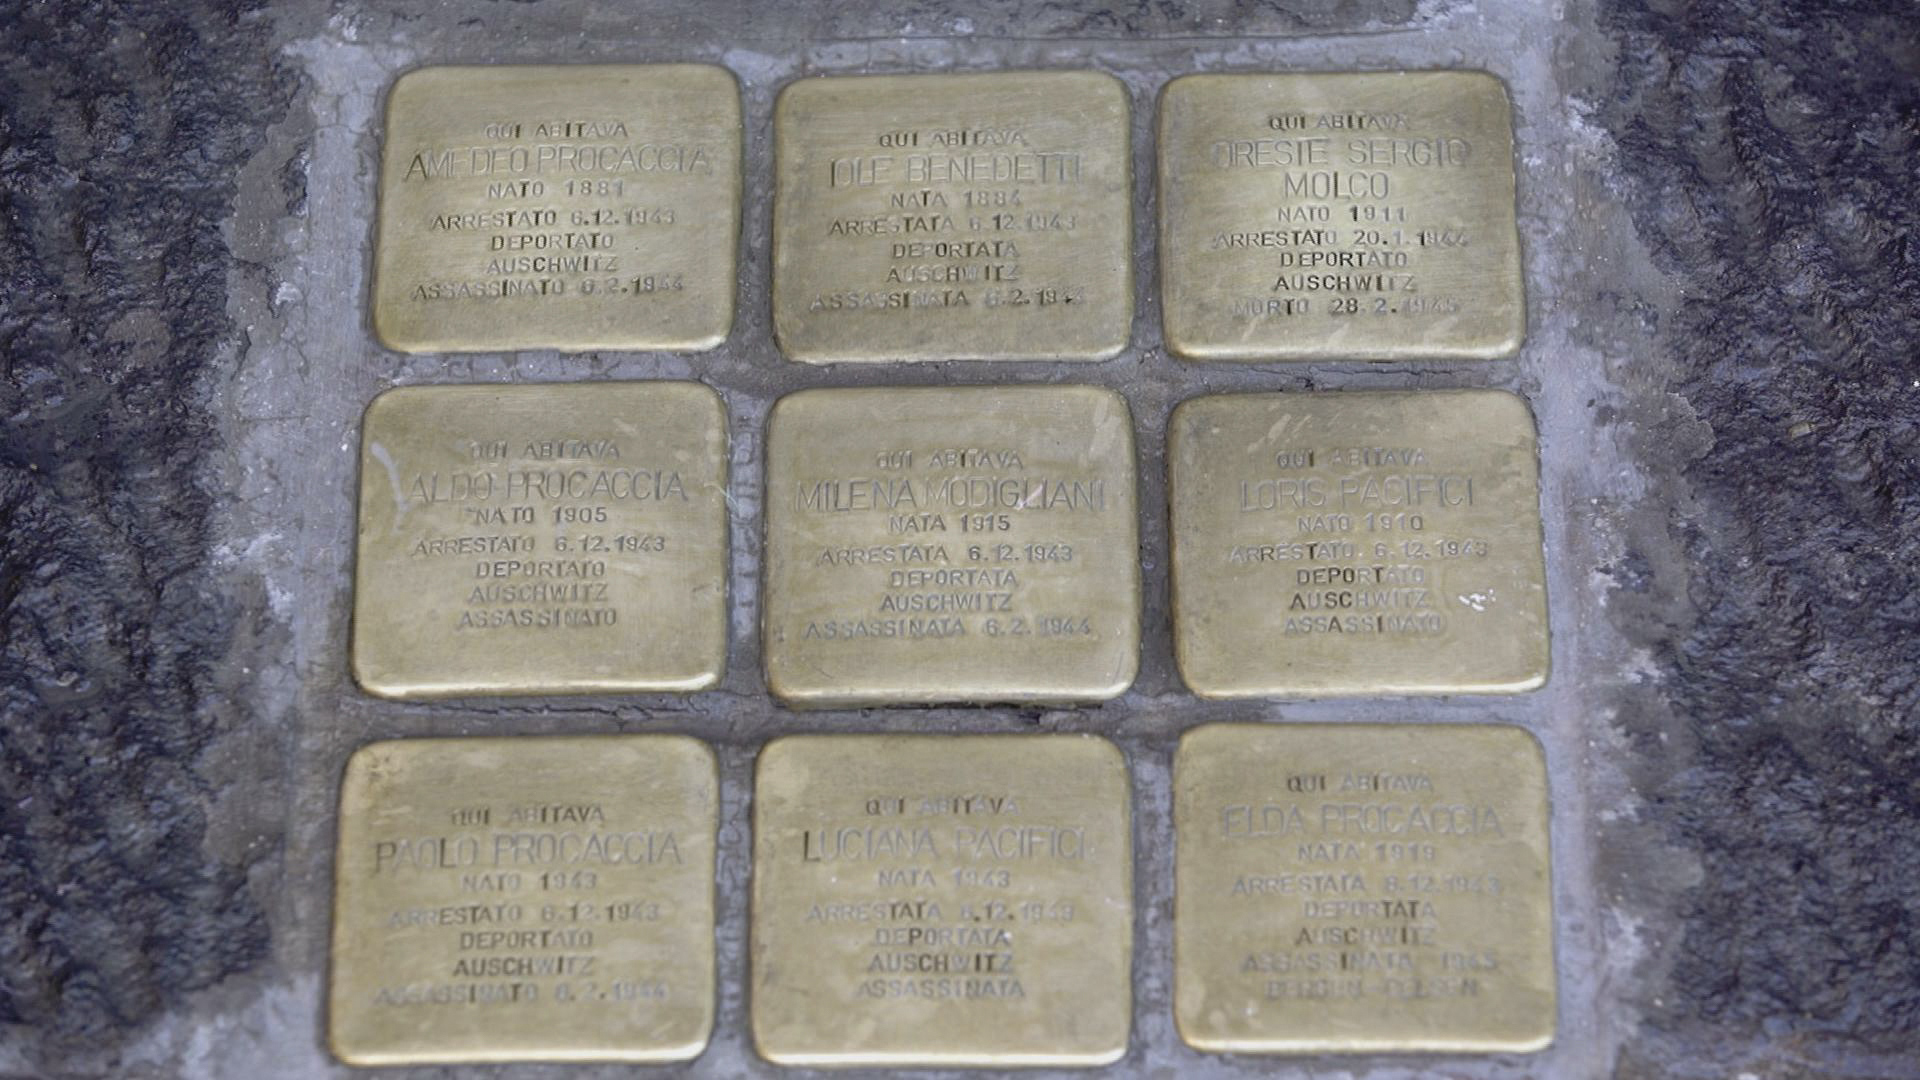 QUI ABITAVA
AMEDEO PROCACCIA
NATO 1881
ARRESTATO 6.12.1943
DEPORTATO
AUSCHWITZ
ASSASSINATO 6.2.1944
QUI ABITAVA
IOLE BENEDETTI
NATA 1884
ARRESTATA 6.12.1943
DEPORTATA
AUSCHWITZ
ASSASSINATA 6.2.1944
QUI ABITAVA
ORESTE SERGIO
MOLCO
NATO 1911
ARRESTATO 20.1.1944
DEPORTATO
AUSCHWITZ
MORTO 28.2.1945
QUI ABITAVA
ALDO PROCACCIA
NATO 1905
ARRESTATO 6.12.1943
DEPORTATO
AUSCHWITZ
ASSASSINATO
QUI ABITAVA
MILENA MODIGLIANI
NATA 1915
ARRESTATA 6.12.1943
DEPORTATA
AUSCHWITZ
ASSASSINATA 6.2.1944
QUI ABITAVA
LORIS PACIFICI
NATO 1910
ARRESTATO 6.12.1943
DEPORTATO
AUSCHWITZ
ASSASSINATO
QUI ABITAVA
PAOLO PROCACCIA
NATO 1943
ARRESTATO 6.12.1943
DEPORTATO
AUSCHWITZ
ASSASSINATO 6.2.1944
QUI ABITAVA
LUCIANA PACIFICI
NATA 1943
ARRESTATA 6.12.1943
DEPORTATA
AUSCHWITZ
ASSASSINATA
QUI ABITAVA
ELDA PROCACCIA
NATA 1919
ARRESTATA 6.12.1943
DEPORTATA
AUSCHWITZ
ASSASSINATA 1945
BERGEN-BELSEN